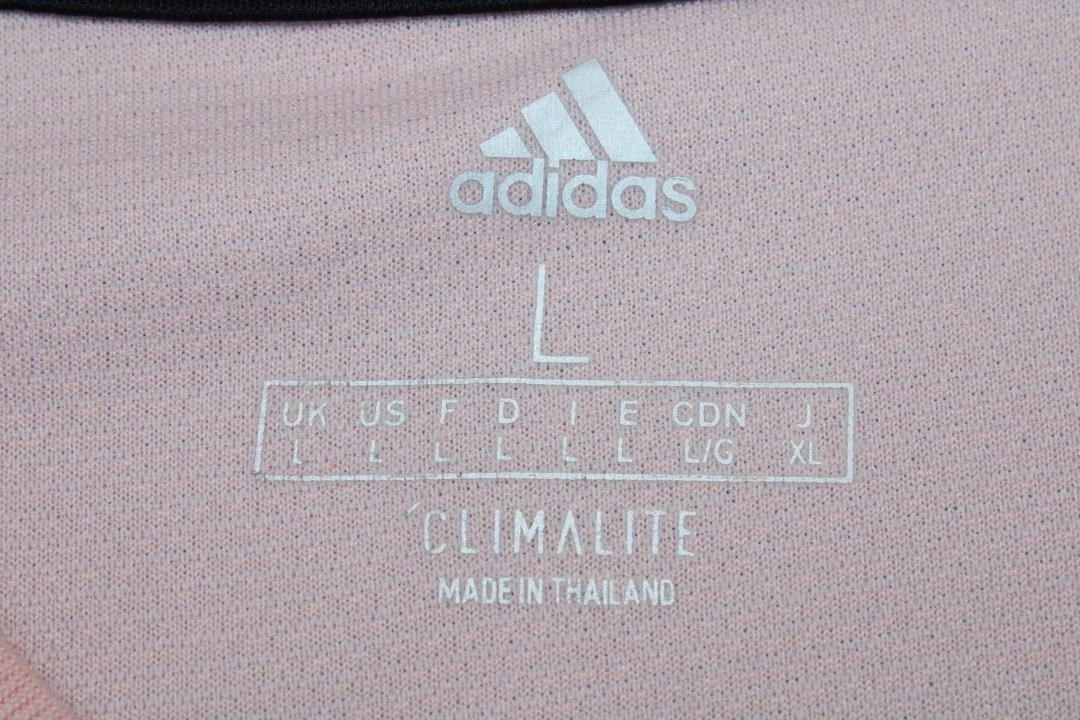 adidas
L
UK US F D I E CDN J
L L L L L L L/G XL
´CLIMALITE
MADE IN THAILAND